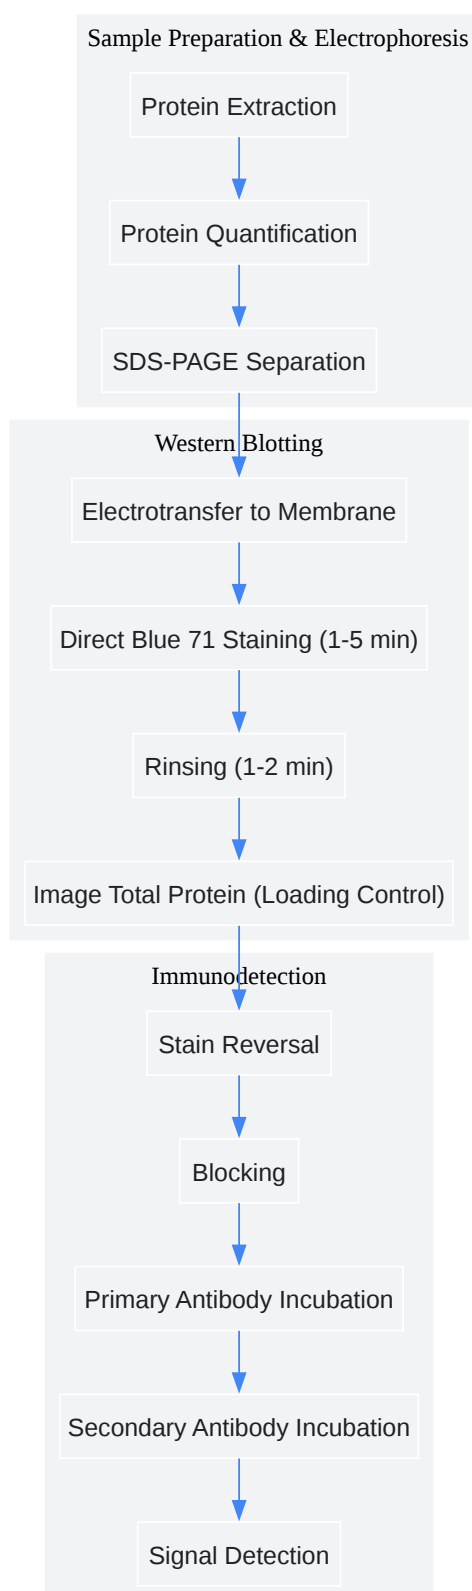 Sample Preparation & Electrophoresis
Protein Extraction
Protein Quantification
SDS-PAGE Separation
Western Blotting
Electrotransfer to Membrane
Direct Blue 71 Staining (1-5 min)
Rinsing (1-2 min)
Image Total Protein (Loading Control)
Immunodetection
Stain Reversal
Blocking
Primary Antibody Incubation
Secondary Antibody Incubation
Signal Detection